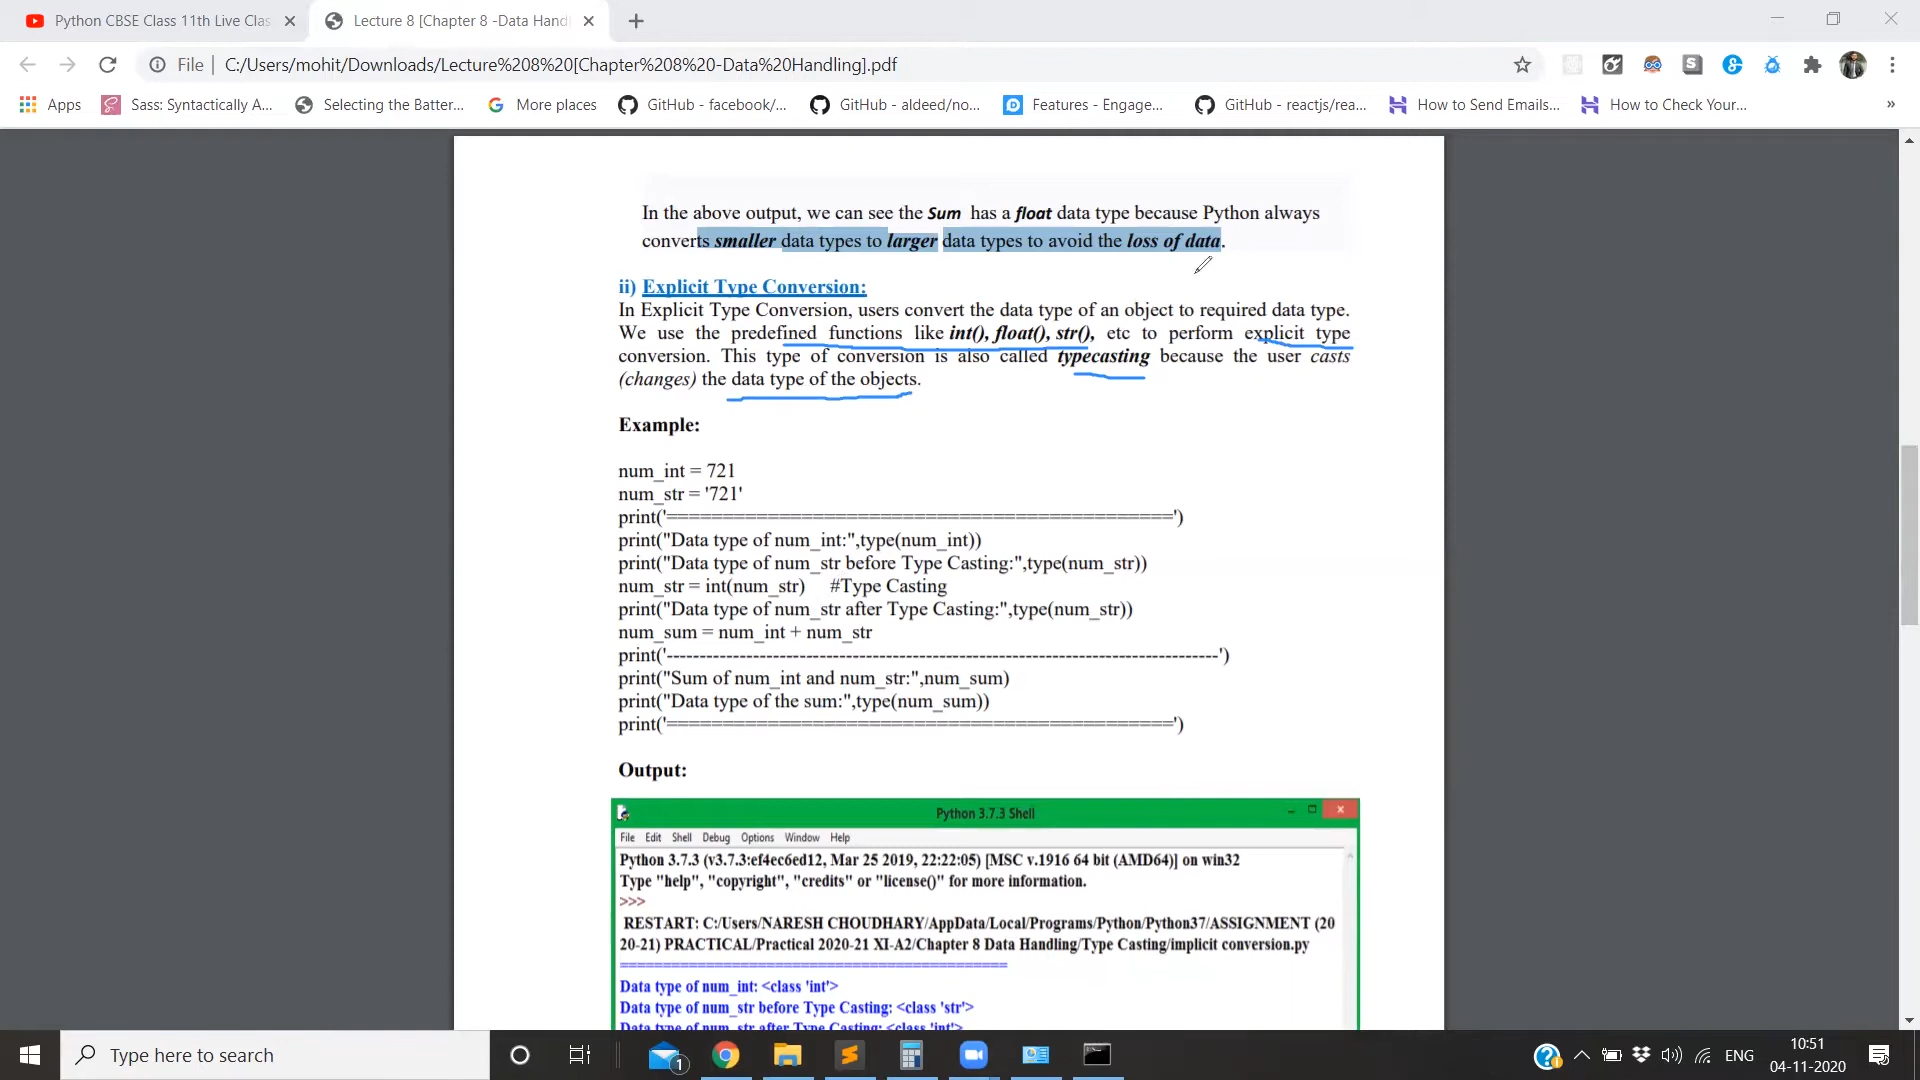 Python CBSE Class 11th Live Clas
Lecture 8 [Chapter 8 -Data Handl
File
C:/Users/mohit/Downloads/Lecture%208%20[Chapter%208%20-Data%20Handling].pdf
Apps
Sass: Syntactically A...
Selecting the Batter...
More places
GitHub - facebook/...
GitHub - aldeed/no...
Features - Engage...
GitHub - reactjs/rea...
How to Send Emails...
How to Check Your...
»
In the above output, we can see the Sum has a float data type because Python always
converts smaller data types to larger data types to avoid the loss of data.
ii) Explicit Type Conversion:
In Explicit Type Conversion, users convert the data type of an object to required data type.
We use the predefined functions like int(), float(), str(), etc to perform explicit type
conversion. This type of conversion is also called typecasting because the user casts
(changes) the data type of the objects.
Example:
num_int = 721
num_str = '721'
print('=============================================')
print("Data type of num_int:",type(num_int))
print("Data type of num_str before Type Casting:",type(num_str))
num_str = int(num_str) #Type Casting
print("Data type of num_str after Type Casting:",type(num_str))
num_sum = num_int + num_str
print('-----------------------------------------------------------------------------------')
print("Sum of num_int and num_str:",num_sum)
print("Data type of the sum:",type(num_sum))
print('=============================================')
Output:
Python 3.7.3 Shell
File Edit Shell Debug Options Window Help
Python 3.7.3 (v3.7.3:ef4ec6ed12, Mar 25 2019, 22:22:05) [MSC v.1916 64 bit (AMD64)] on win32
Type "help", "copyright", "credits" or "license()" for more information.
>>>
RESTART: C:/Users/NARESH CHOUDHARY/AppData/Local/Programs/Python/Python37/ASSIGNMENT (20
20-21) PRACTICAL/Practical 2020-21 XI-A2/Chapter 8 Data Handling/Type Casting/implicit conversion.py
=============================================
Data type of num_int: <class 'int'>
Data type of num_str before Type Casting: <class 'str'>
Data type of num_str after Type Casting: <class 'int'>
Type here to search
1
ENG
10:51
04-11-2020